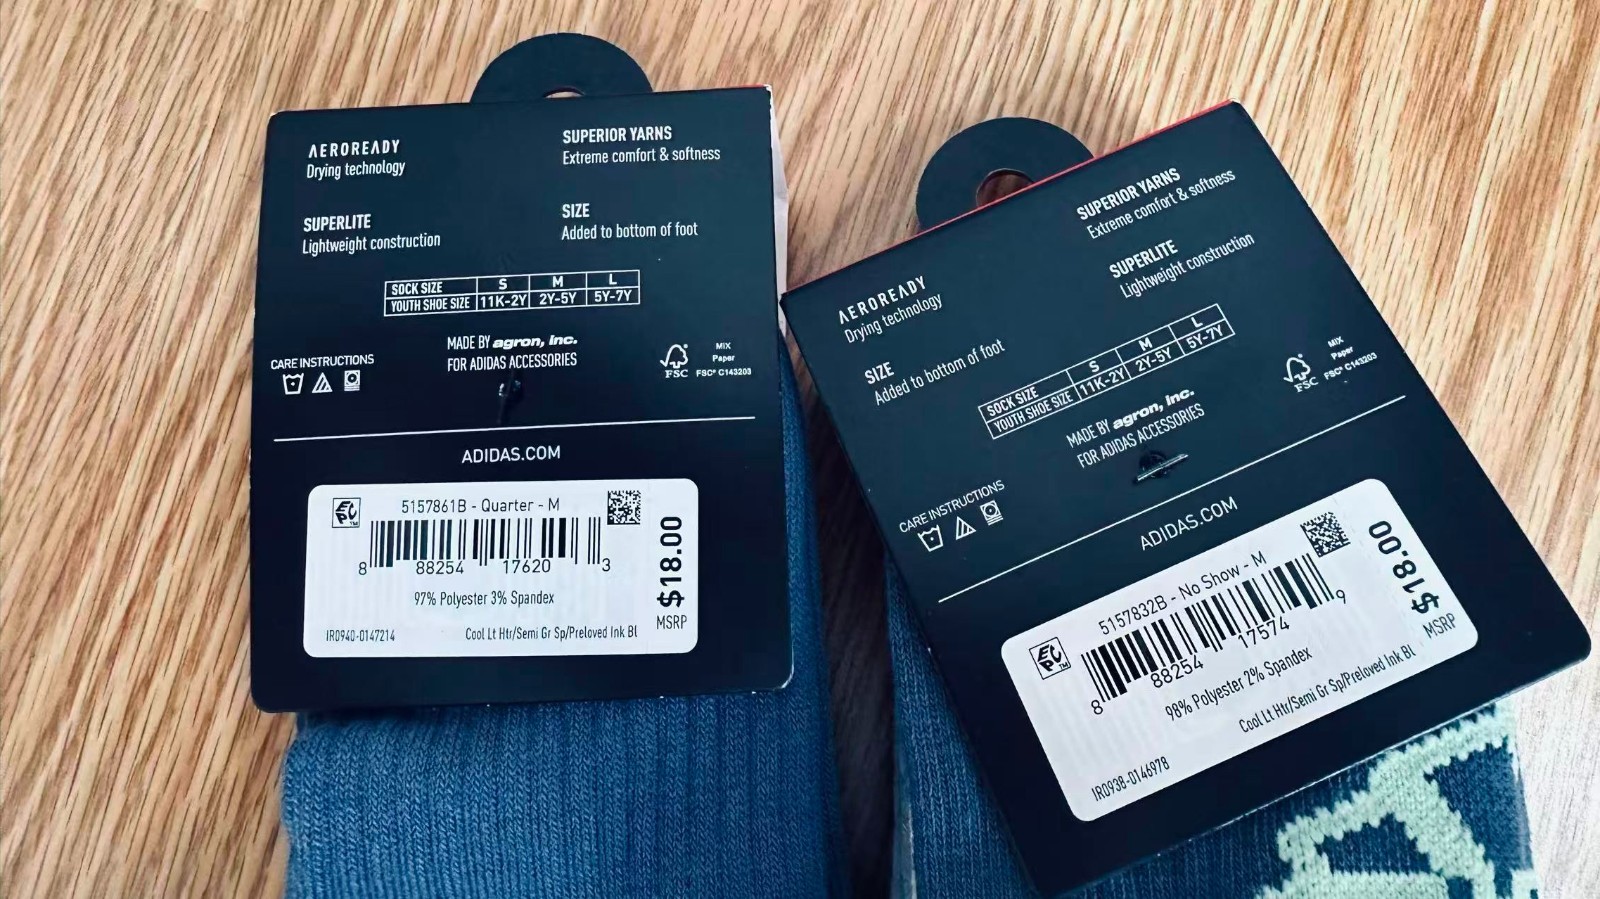 AEROREADY
Drying technology
SUPERIOR YARNS
Extreme comfort & softness
SUPERLITE
Lightweight construction
SIZE
Added to bottom of foot
SOCK SIZE S M L
YOUTH SHOE SIZE 11K-2Y 2Y-5Y 5Y-7Y
CARE INSTRUCTIONS
MADE BY agron, inc.
FOR ADIDAS ACCESSORIES
FSC
MIX
Paper
FSC® C143203
ADIDAS.COM
EPC™
5157861B - Quarter - M
8 88254 17620 3
97% Polyester 3% Spandex
IR0940-0147214
Cool Lt Htr/Semi Gr Sp/Preloved Ink Bl
$18.00
MSRP
AEROREADY
Drying technology
SUPERIOR YARNS
Extreme comfort & softness
SIZE
Added to bottom of foot
SUPERLITE
Lightweight construction
SOCK SIZE S M L
YOUTH SHOE SIZE 11K-2Y 2Y-5Y 5Y-7Y
CARE INSTRUCTIONS
MADE BY agron, inc.
FOR ADIDAS ACCESSORIES
FSC
MIX
Paper
FSC® C143203
ADIDAS.COM
EPC™
5157832B - No Show - M
8 88254 17574 9
98% Polyester 2% Spandex
IR0938-0146978
Cool Lt Htr/Semi Gr Sp/Preloved Ink Bl
$18.00
MSRP